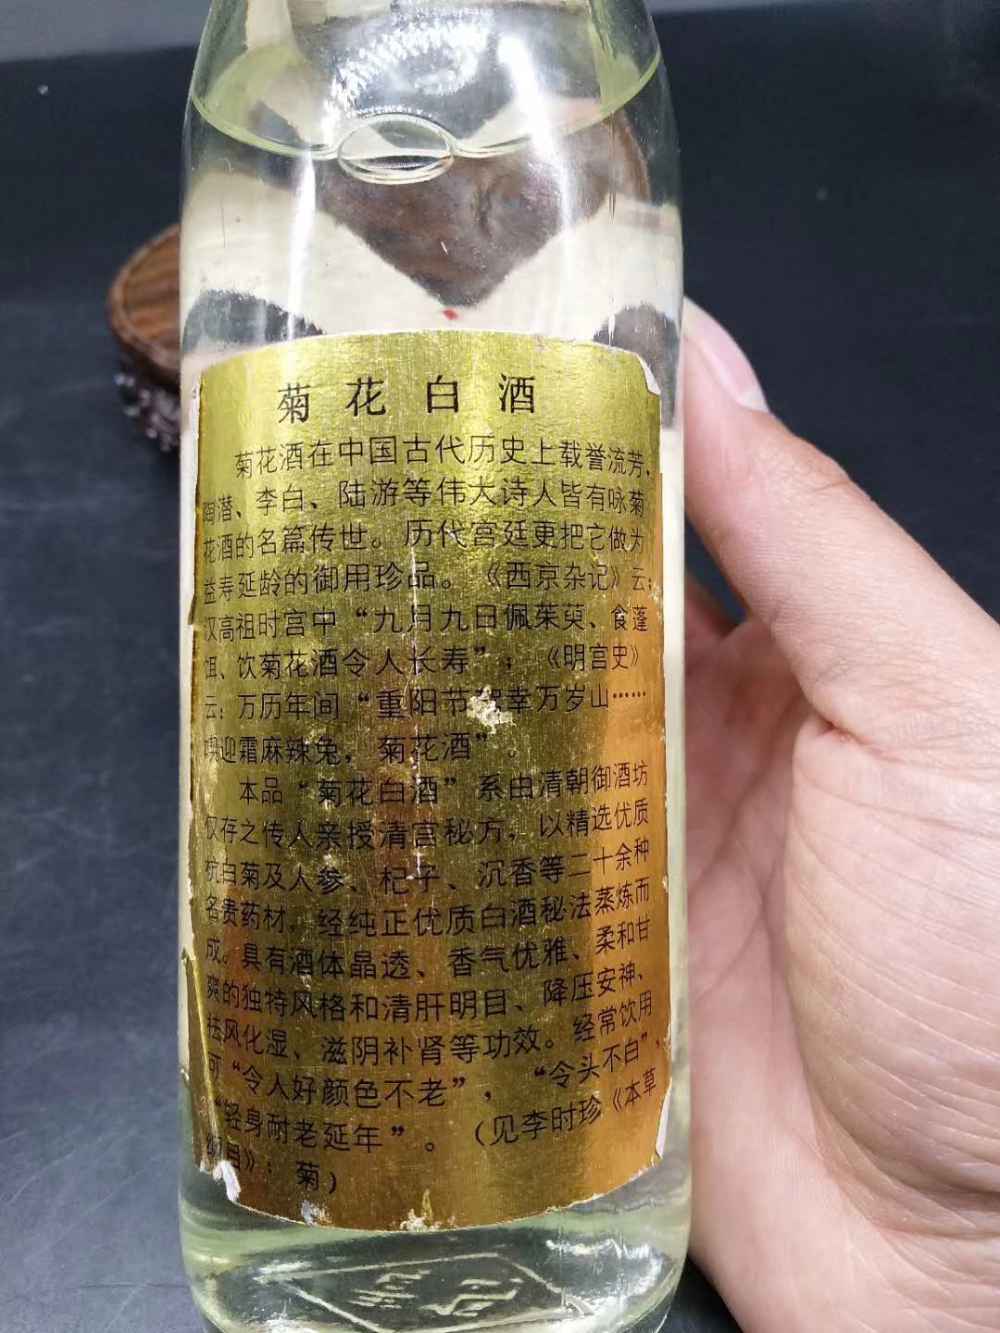 菊花白酒
菊花酒在中国古代历史上载誉流芳,
陶潜、李白、陆游等伟大诗人皆有咏菊
花酒的名篇传世。历代宫廷更把它做为
益寿延龄的御用珍品。《西京杂记》云:
汉高祖时宫中“九月九日佩茱萸、食蓬
饵、饮菊花酒令人长寿”；《明宫史》
云：万历年间“重阳节驾幸万岁山……
迎霜麻辣兔，菊花酒”。
本品“菊花白酒”系由清朝御酒坊
仅存之传人亲授清宫秘方，以精选优质
杭白菊及人参、杞子、沉香等二十余种
名贵药材，经纯正优质白酒秘法蒸炼而
成。具有酒体晶透、香气优雅、柔和甘
爽的独特风格和清肝明目、降压安神、
祛风化湿、滋阴补肾等功效。经常饮用
可“令人好颜色不老”，“令头不白”，
“轻身耐老延年”。（见李时珍《本草
纲目》：菊）